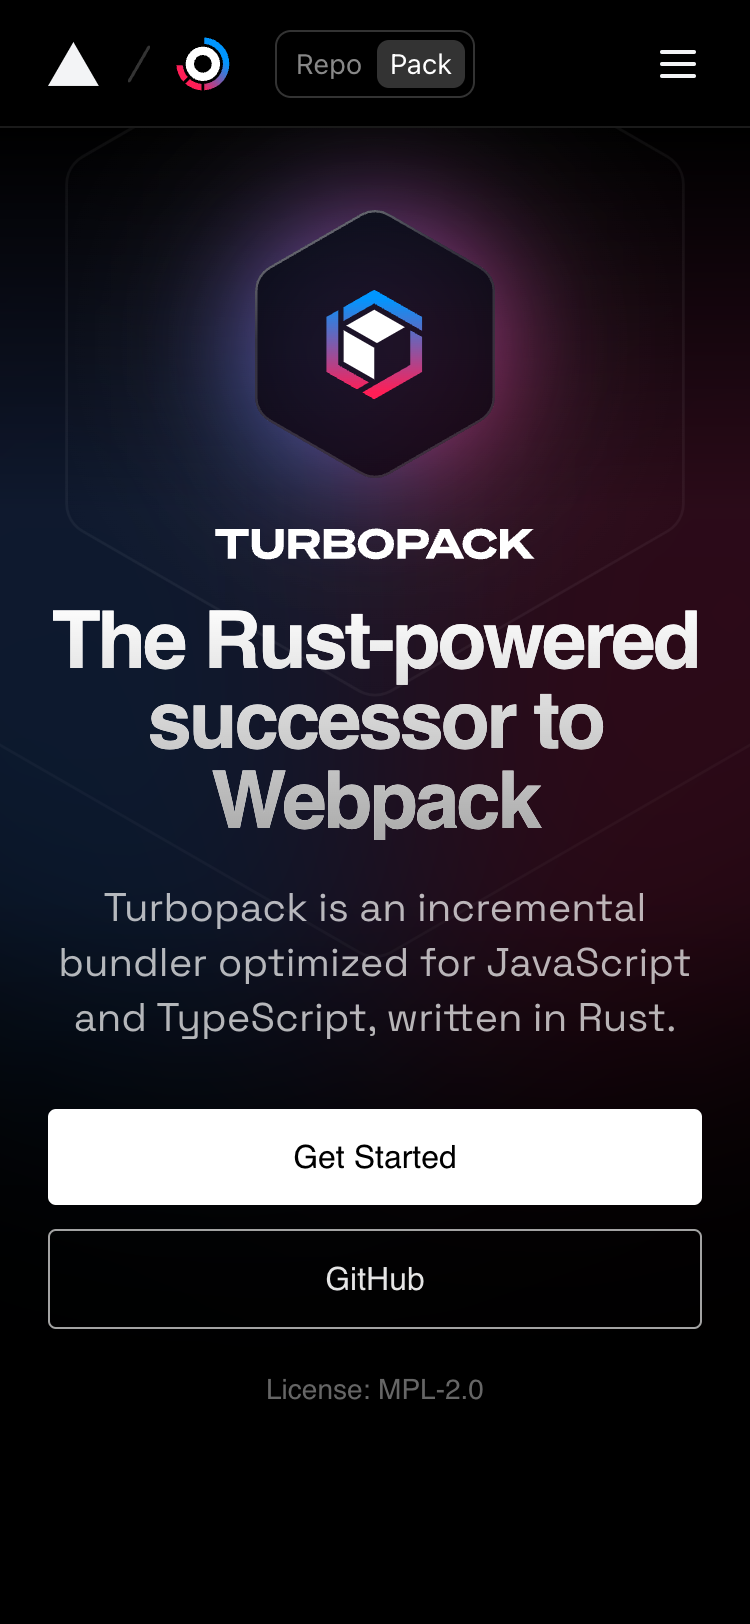 Repo Pack
TURBOPACK
The Rust-powered
successor to
Webpack
Turbopack is an incremental
bundler optimized for JavaScript
and TypeScript, written in Rust.
Get Started
GitHub
License: MPL-2.0